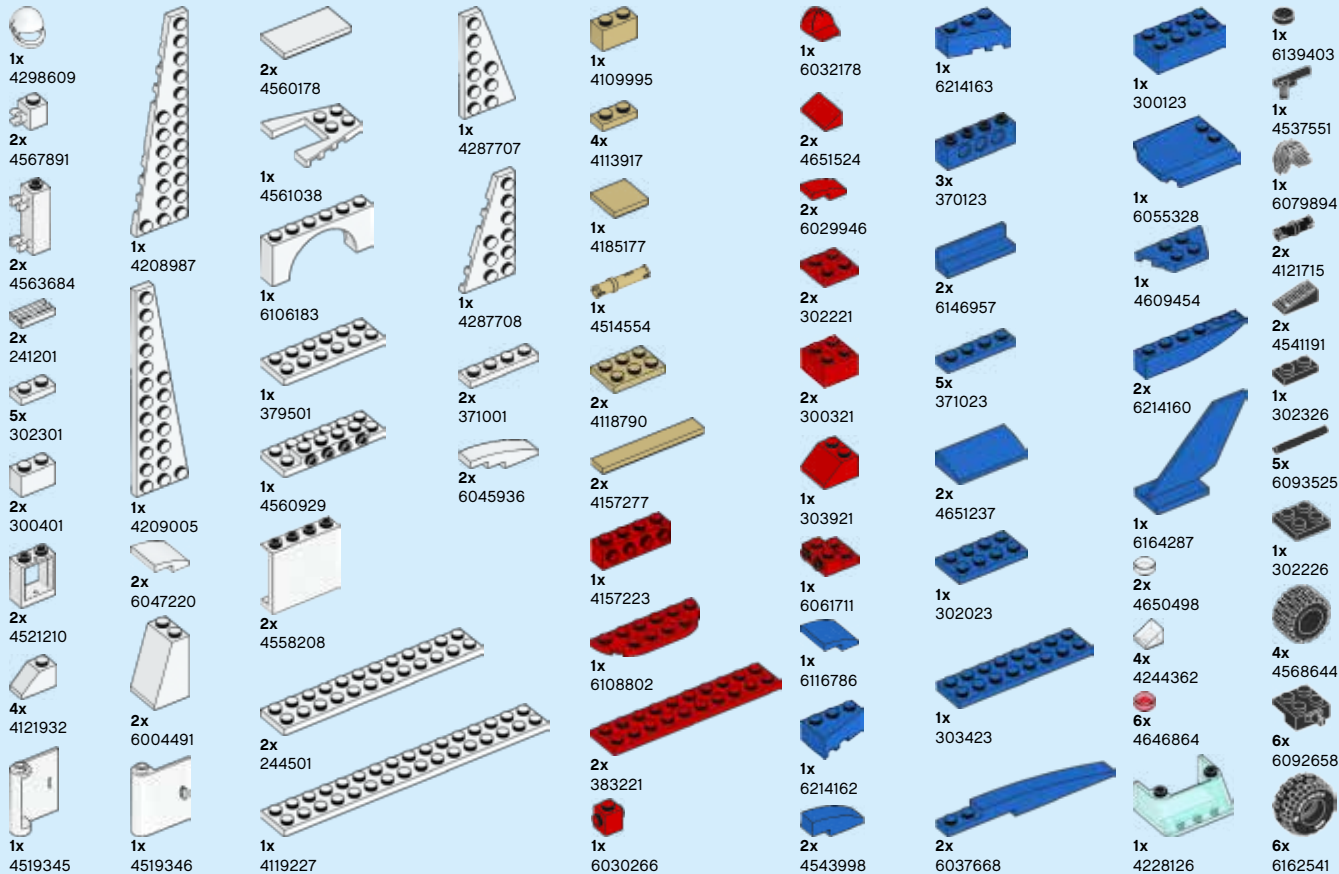 1x
4298609
2x
4567891
2x
4563684
2x
241201
5x
302301
2x
300401
2x
4521210
4x
4121932
1x
4519345
1x
4208987
1x
4209005
2x
6047220
2x
6004491
1x
4519346
2x
4560178
1x
4561038
1x
6106183
1x
379501
1x
4560929
2x
4558208
2x
244501
1x
4119227
1x
4287707
1x
4287708
2x
371001
2x
6045936
1x
4109995
4x
4113917
1x
4185177
1x
4514554
2x
4118790
2x
4157277
1x
4157223
1x
6108802
2x
383221
1x
6030266
1x
6032178
2x
4651524
2x
6029946
2x
302221
2x
300321
1x
303921
1x
6061711
1x
6116786
1x
6214162
2x
4543998
1x
6214163
3x
370123
2x
6146957
5x
371023
2x
4651237
1x
302023
1x
303423
2x
6037668
1x
300123
1x
6055328
1x
4609454
2x
6214160
1x
6164287
2x
4650498
4x
4244362
6x
4646864
1x
4228126
1x
6139403
1x
4537551
1x
6079894
2x
4121715
2x
4541191
1x
302326
5x
6093525
1x
302226
4x
4568644
6x
6092658
6x
6162541